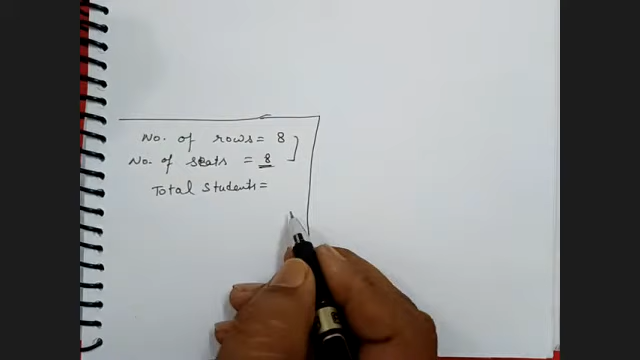 No. of rows = 8
No. of seats = 8
Total students =